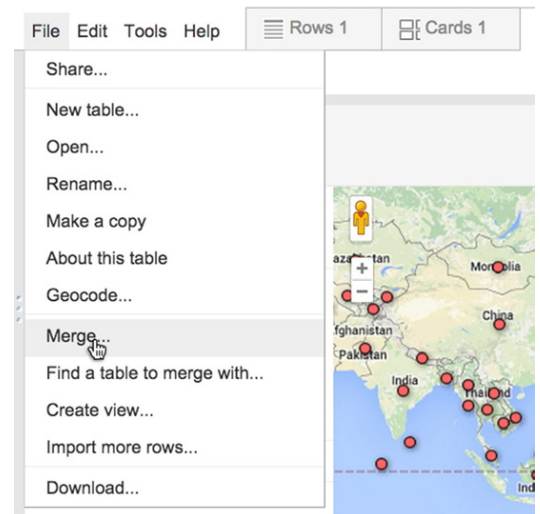 File Edit Tools Help Rows 1 Cards 1
Share...
New table...
Open...
Rename...
Make a copy
About this table
Geocode...
Merge...
Find a table to merge with...
Create view...
Import more rows...
Download...
+
−
Mongolia
China
Pakistan
India
Thailand